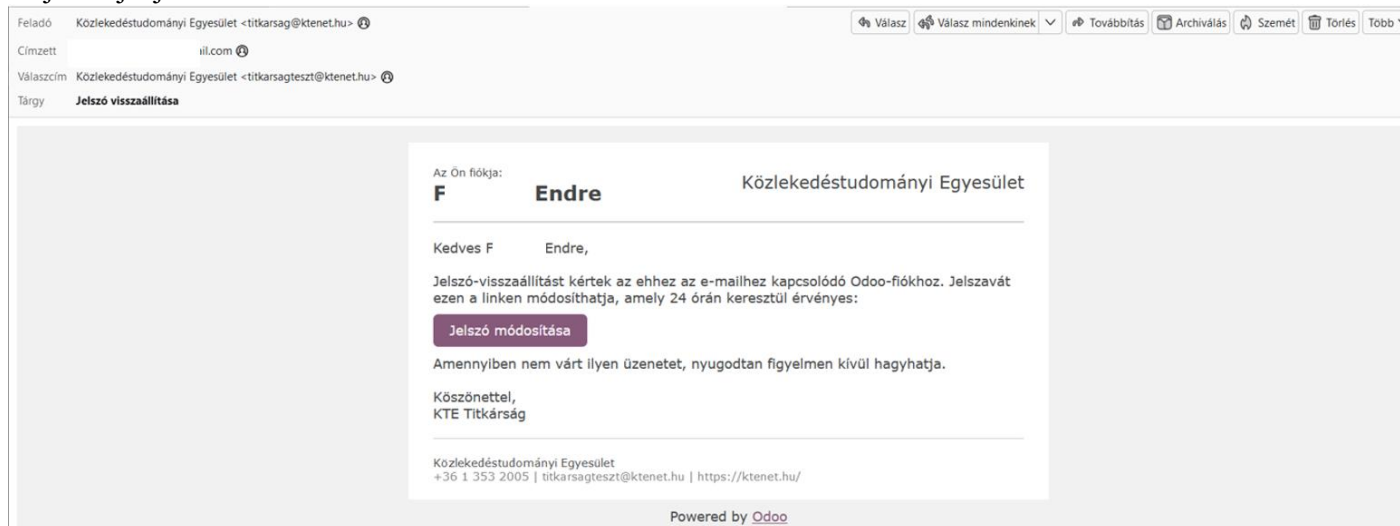 Feladó Közlekedéstudományi Egyesület <titkarsag@ktenet.hu>
Válasz Válasz mindenkinek Továbbítás Archiválás Szemét Törlés Több
Címzett il.com
Válaszcím Közlekedéstudományi Egyesület <titkarsagteszt@ktenet.hu>
Tárgy Jelszó visszaállítása
Az Ön fiókja:
F Endre
Közlekedéstudományi Egyesület
Kedves F Endre,
Jelszó-visszaállítást kértek az ehhez az e-mailhez kapcsolódó Odoo-fiókhoz. Jelszavát
ezen a linken módosíthatja, amely 24 órán keresztül érvényes:
Jelszó módosítása
Amennyiben nem várt ilyen üzenetet, nyugodtan figyelmen kívül hagyhatja.
Köszönettel,
KTE Titkárság
Közlekedéstudományi Egyesület
+36 1 353 2005 | titkarsagteszt@ktenet.hu | https://ktenet.hu/
Powered by Odoo